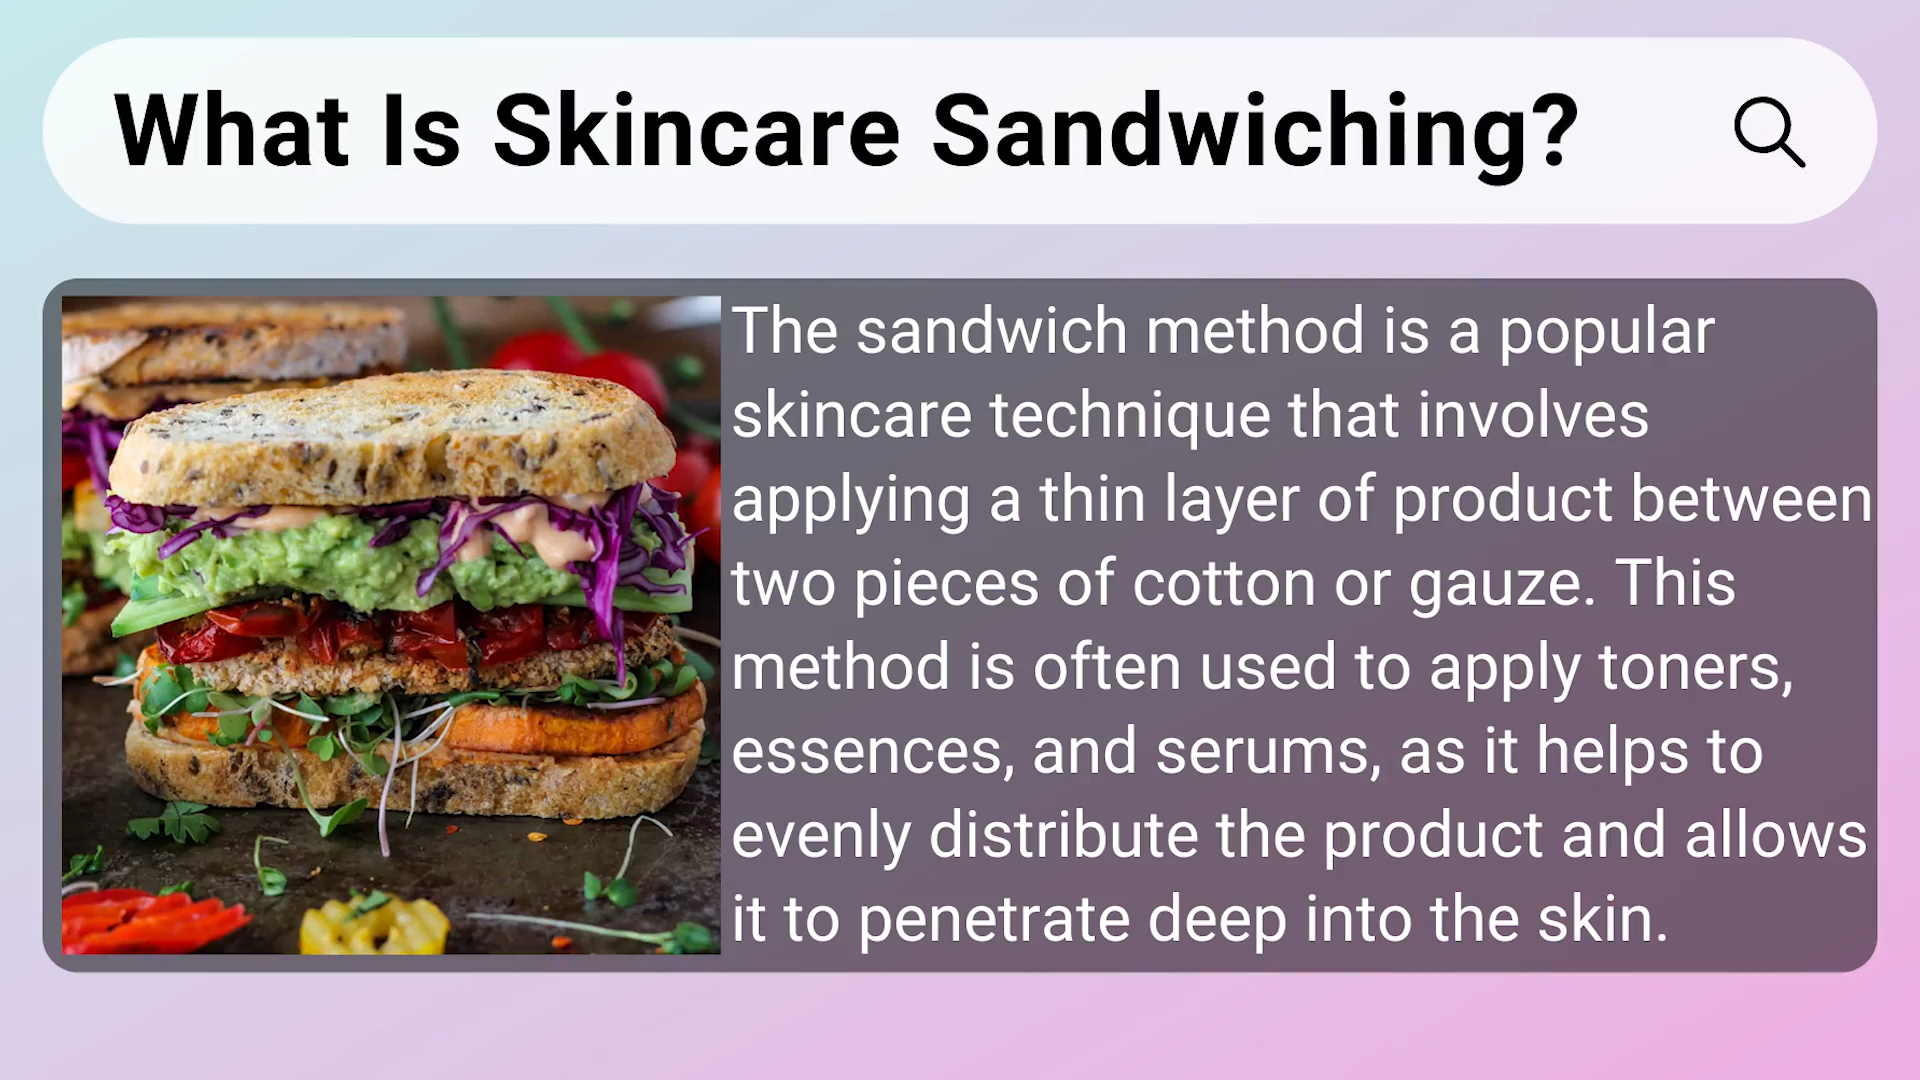 What Is Skincare Sandwiching?
The sandwich method is a popular
skincare technique that involves
applying a thin layer of product between
two pieces of cotton or gauze. This
method is often used to apply toners,
essences, and serums, as it helps to
evenly distribute the product and allows
it to penetrate deep into the skin.